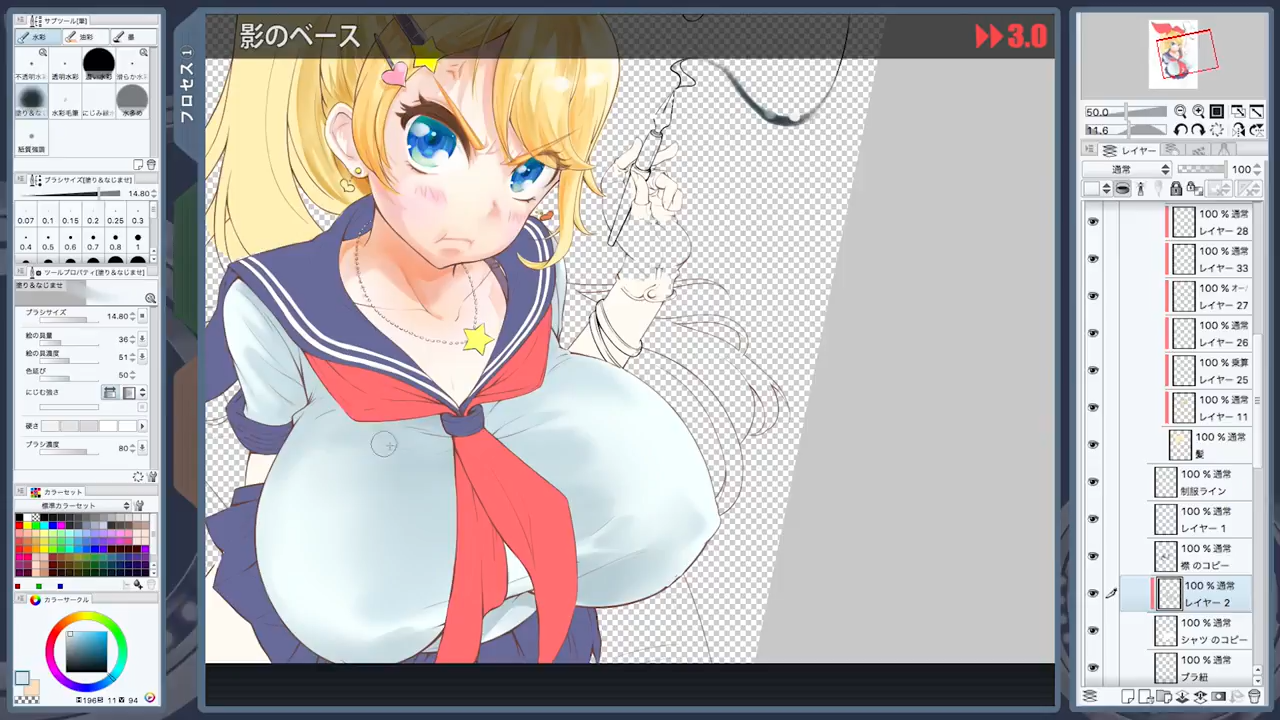 影のベース
3.0
プロセス 1
サブツール[筆]
水彩
油彩
墨
不透明水彩
透明水彩
濃い水彩
滑らか水彩
塗り&な
水彩毛筆
にじみ縁
水多め
紙質強調
ブラシサイズ[塗り&なじませ]
14.80
0.07 0.1 0.15 0.2 0.25 0.3
0.4 0.5 0.6 0.7 0.8 1
ツールプロパティ[塗り&なじませ]
塗り&なじませ
ブラシサイズ 14.80
絵の具量 36
絵の具濃度 51
色延び 50
にじむ強さ
硬さ
ブラシ濃度 80
カラーセット
標準カラーセット
カラーサークル
196 11 94
50.0
11.6
レイヤー
通常 100
100 % 通常
レイヤー 28
100 % 通常
レイヤー 33
100 % オー
レイヤー 27
100 % 通常
レイヤー 26
100 % 乗算
レイヤー 25
100 % 通常
レイヤー 11
100 % 通常
髪
100 % 通常
制服ライン
100 % 通常
レイヤー 1
100 % 通常
襟 のコピー
100 % 通常
レイヤー 2
100 % 通常
シャツ のコピー
100 % 通常
ブラ紐